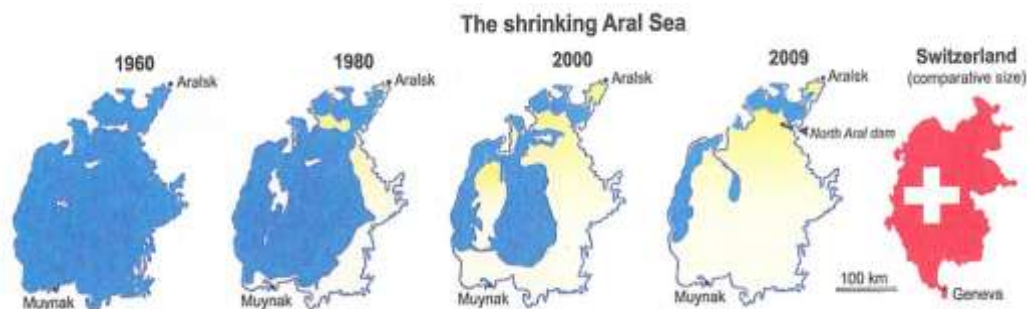 The shrinking Aral Sea
1960
Aralsk
Muynak
1980
Aralsk
Muynak
2000
Aralsk
Muynak
2009
Aralsk
North Aral dam
Muynak
Switzerland
(comparative size)
100 km
Geneva